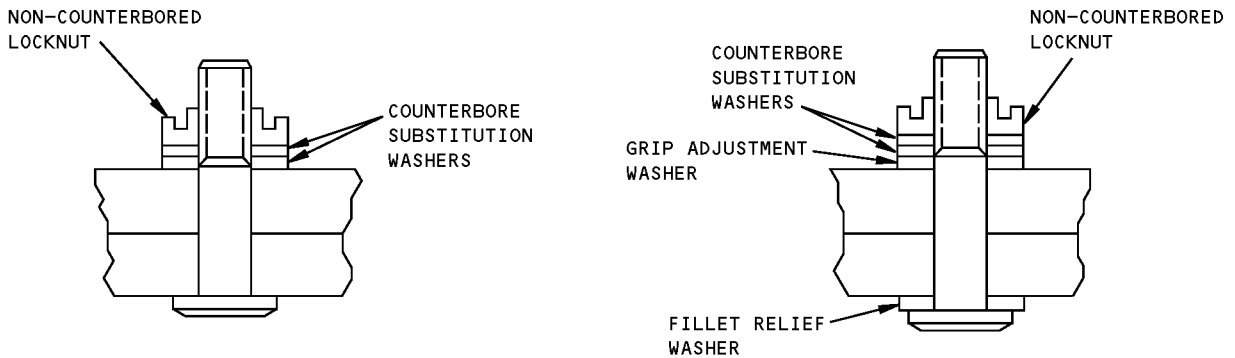 NON-COUNTERBORED
LOCKNUT
COUNTERBORE
SUBSTITUTION
WASHERS
COUNTERBORE
SUBSTITUTION
WASHERS
NON-COUNTERBORED
LOCKNUT
GRIP ADJUSTMENT
WASHER
FILLET RELIEF
WASHER